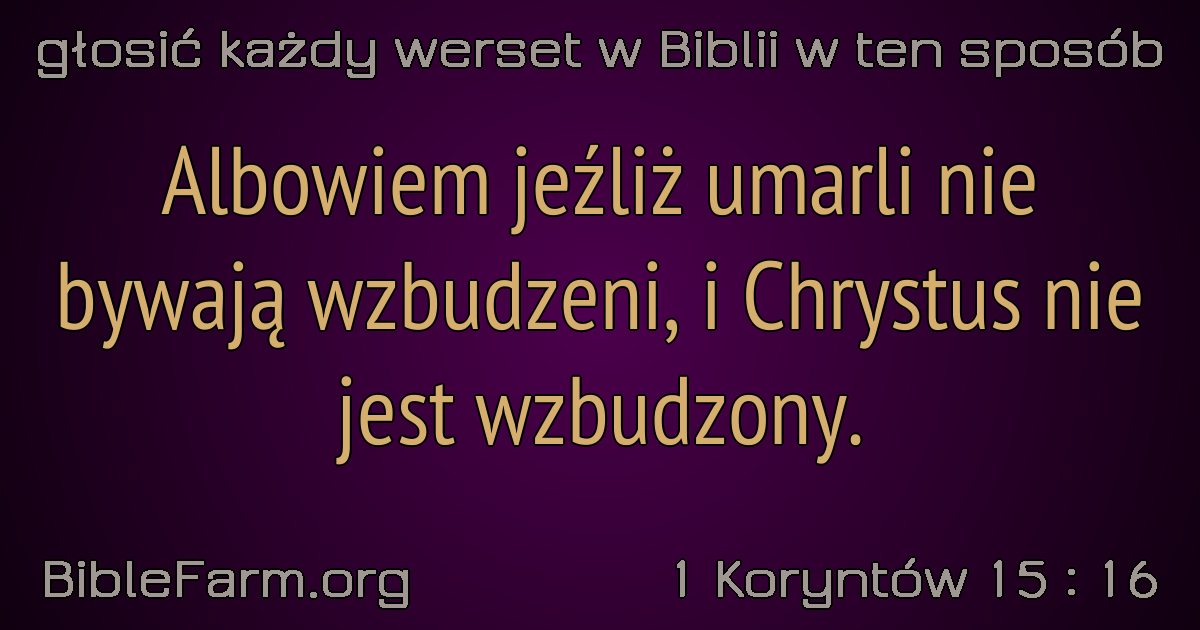 głosić każdy werset w Biblii w ten sposób
Albowiem jeźliż umarli nie
bywają wzbudzeni, i Chrystus nie
jest wzbudzony.
BibleFarm.org
1 Koryntów 15 : 16